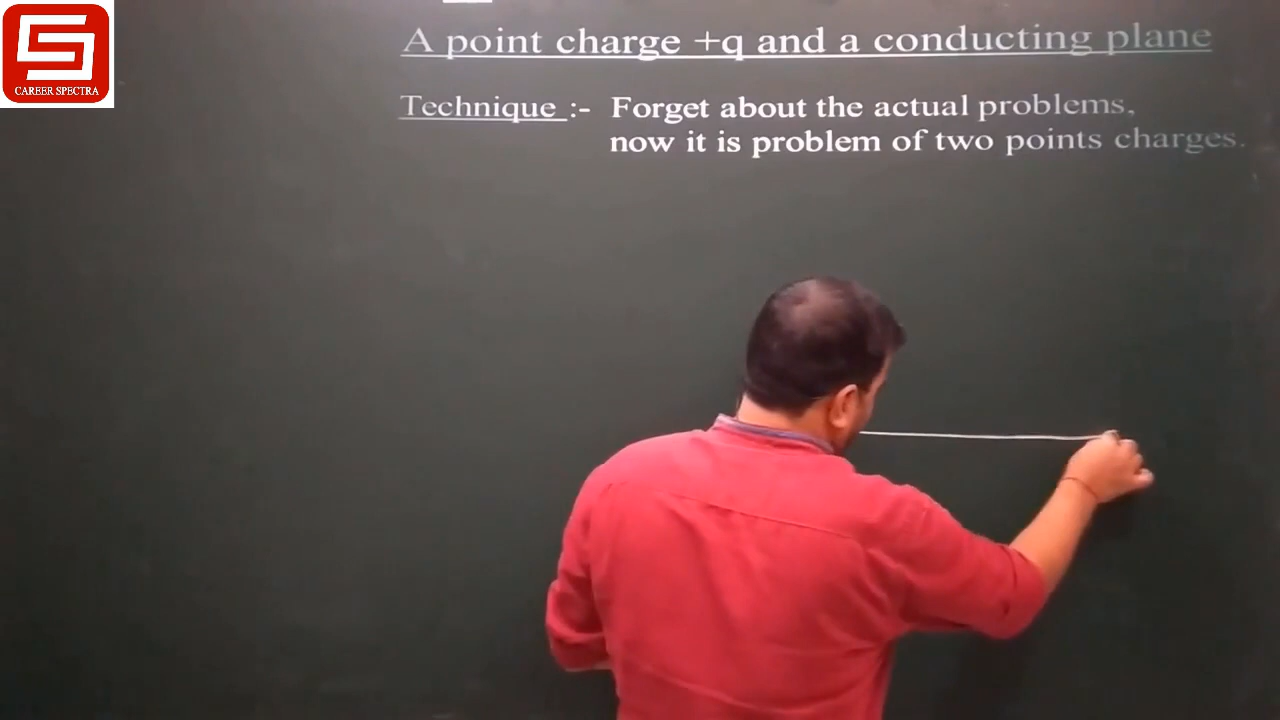 CAREER SPECTRA
A point charge +q and a conducting plane
Technique :- Forget about the actual problems,
now it is problem of two points charges.